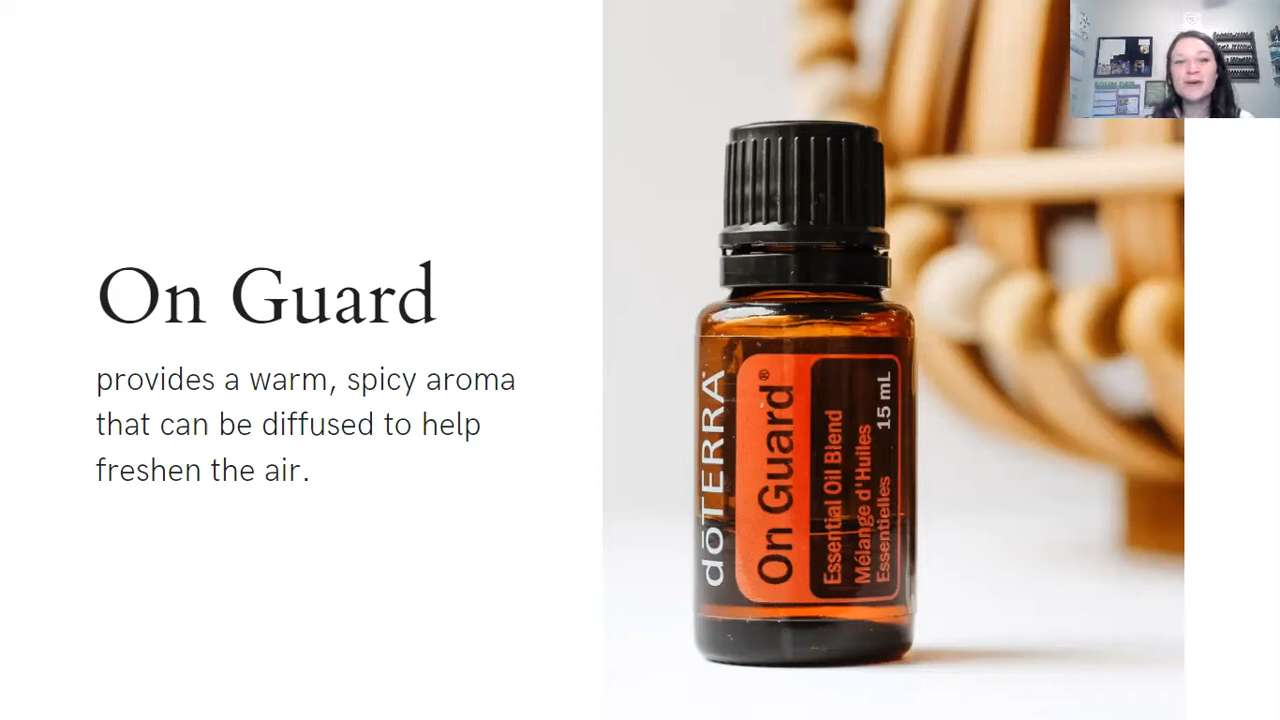 On Guard
provides a warm, spicy aroma
that can be diffused to help
freshen the air.
dōTERRA
On Guard®
Essential Oil Blend
Mélange d'Huiles
Essentielles 15 mL